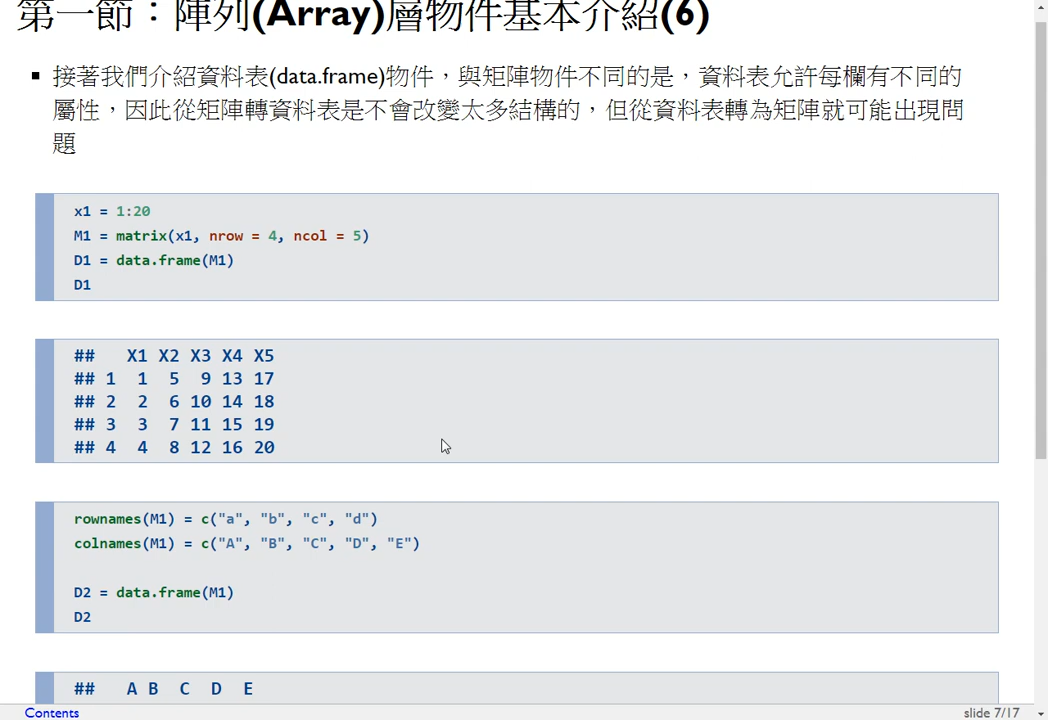 第一節：陣列(Array)層物件基本介紹(6)
接著我們介紹資料表(data.frame)物件，與矩陣物件不同的是，資料表允許每欄有不同的
屬性，因此從矩陣轉資料表是不會改變太多結構的，但從資料表轉為矩陣就可能出現問
題
x1 = 1:20
M1 = matrix(x1, nrow = 4, ncol = 5)
D1 = data.frame(M1)
D1
##   X1 X2 X3 X4 X5
## 1  1  5  9 13 17
## 2  2  6 10 14 18
## 3  3  7 11 15 19
## 4  4  8 12 16 20
rownames(M1) = c("a", "b", "c", "d")
colnames(M1) = c("A", "B", "C", "D", "E")
D2 = data.frame(M1)
D2
##   A B  C  D  E
Contents
slide 7/17